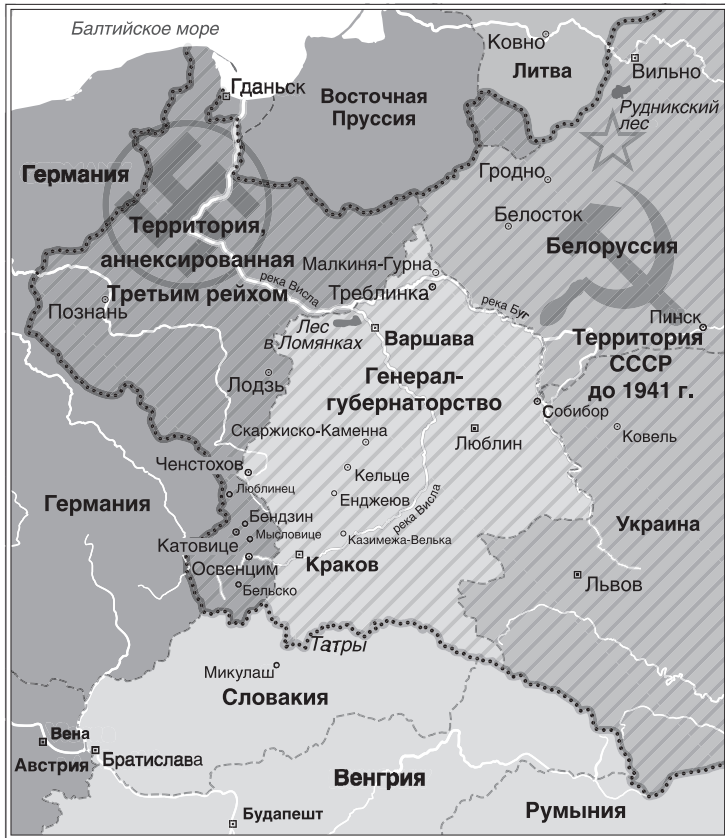 Балтийское море
Ковно
Литва
Вильно
Рудникский
лес
Гданьск
Восточная
Пруссия
Германия
Гродно
Белосток
Белоруссия
Территория,
аннексированная
Третьим рейхом
Малкиня-Гурна
Треблинка
река Висла
река Буг
Познань
Лес
в Ломянках
Варшава
Пинск
Территория
СССР
до 1941 г.
Лодзь
Генерал-
губернаторство
Собибор
Скаржиско-Каменна
Люблин
Ковель
Ченстохов
Кельце
Люблинец
Енджеюв
река Висла
Германия
Бендзин
Мысловице
Казимежа-Велька
Украина
Катовице
Освенцим
Краков
Бельско
Львов
Татры
Микулаш
Словакия
Вена
Австрия
Братислава
Венгрия
Будапешт
Румыния